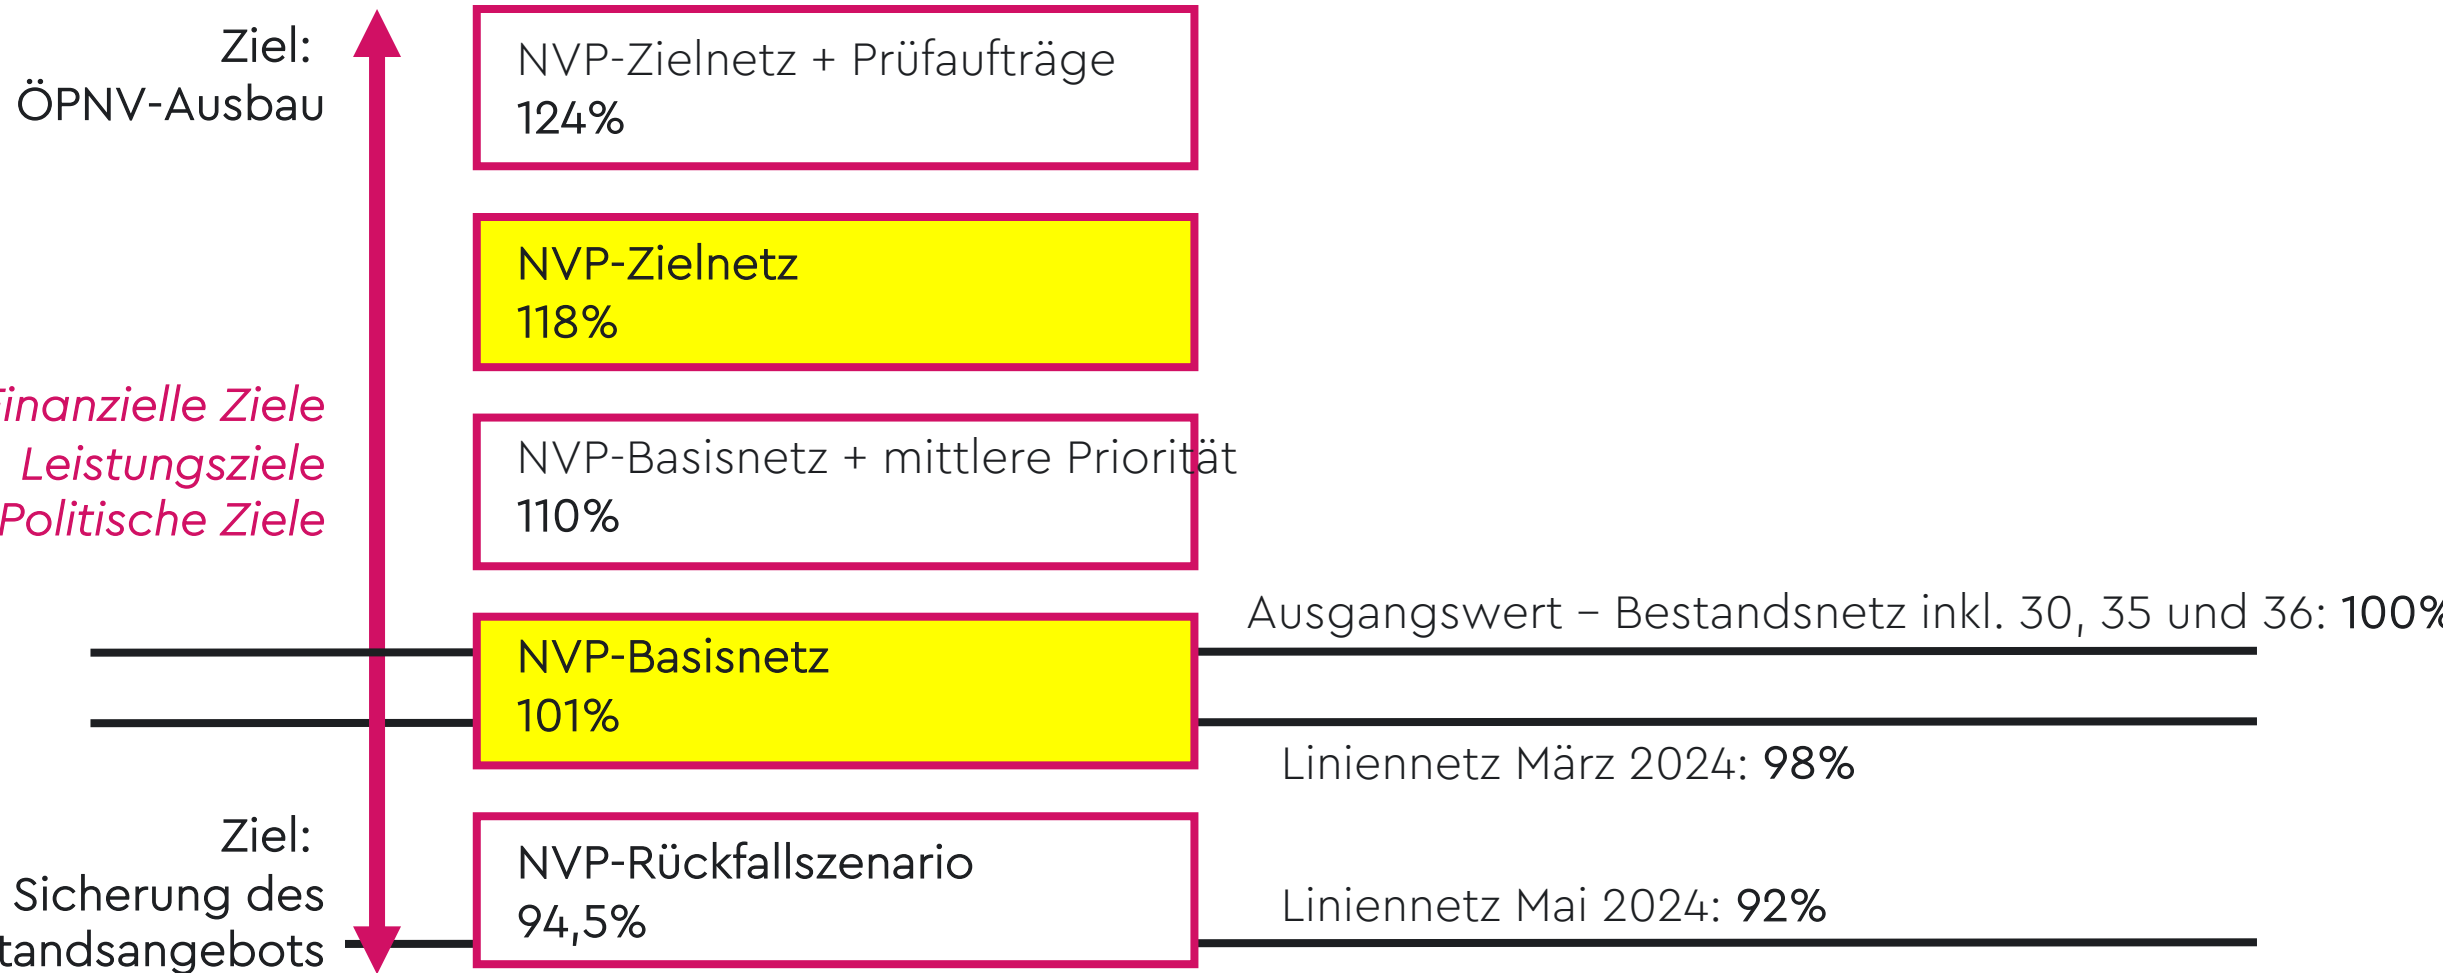 Ziel:
ÖPNV-Ausbau
NVP-Zielnetz + Prüfaufträge
124%
NVP-Zielnetz
118%
Finanzielle Ziele
Leistungsziele
Politische Ziele
NVP-Basisnetz + mittlere Priorität
110%
Ausgangswert – Bestandsnetz inkl. 30, 35 und 36: 100%
NVP-Basisnetz
101%
Liniennetz März 2024: 98%
Ziel:
Sicherung des
tandsangebots
NVP-Rückfallszenario
94,5%
Liniennetz Mai 2024: 92%